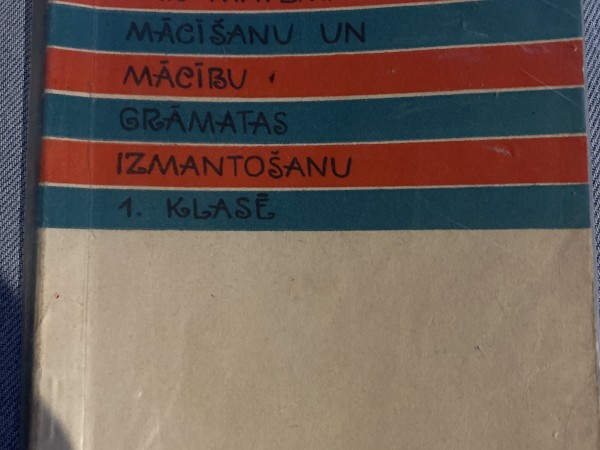 MĀCĪŠANU UN
MĀCĪBU
GRĀMATAS
IZMANTOŠANU
1. KLASĒ